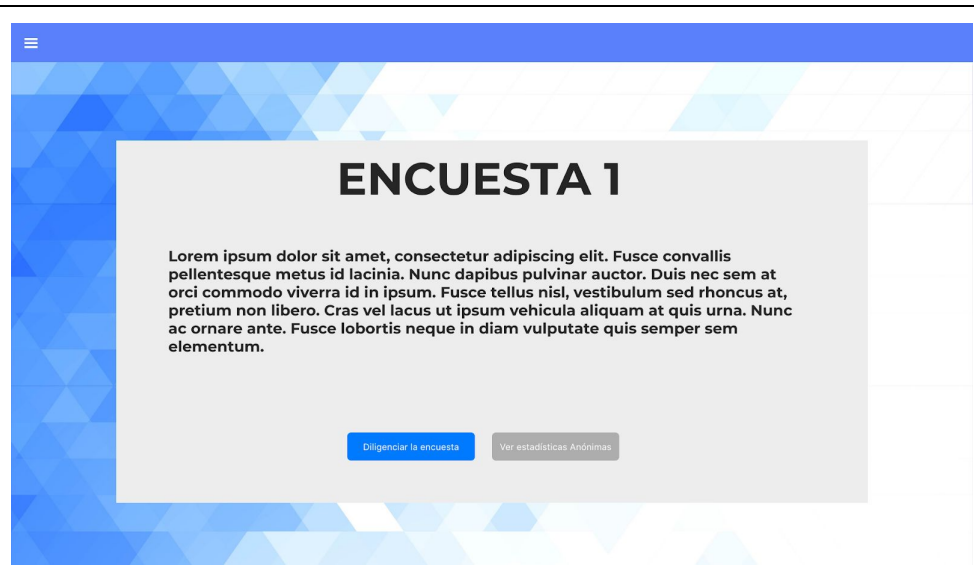 ENCUESTA 1
Lorem ipsum dolor sit amet, consectetur adipiscing elit. Fusce convallis
pellentesque metus id lacinia. Nunc dapibus pulvinar auctor. Duis nec sem at
orci commodo viverra id in ipsum. Fusce tellus nisl, vestibulum sed rhoncus at,
pretium non libero. Cras vel lacus ut ipsum vehicula aliquam at quis urna. Nunc
ac ornare ante. Fusce lobortis neque in diam vulputate quis semper sem
elementum.
Diligenciar la encuesta Ver estadísticas Anónimas